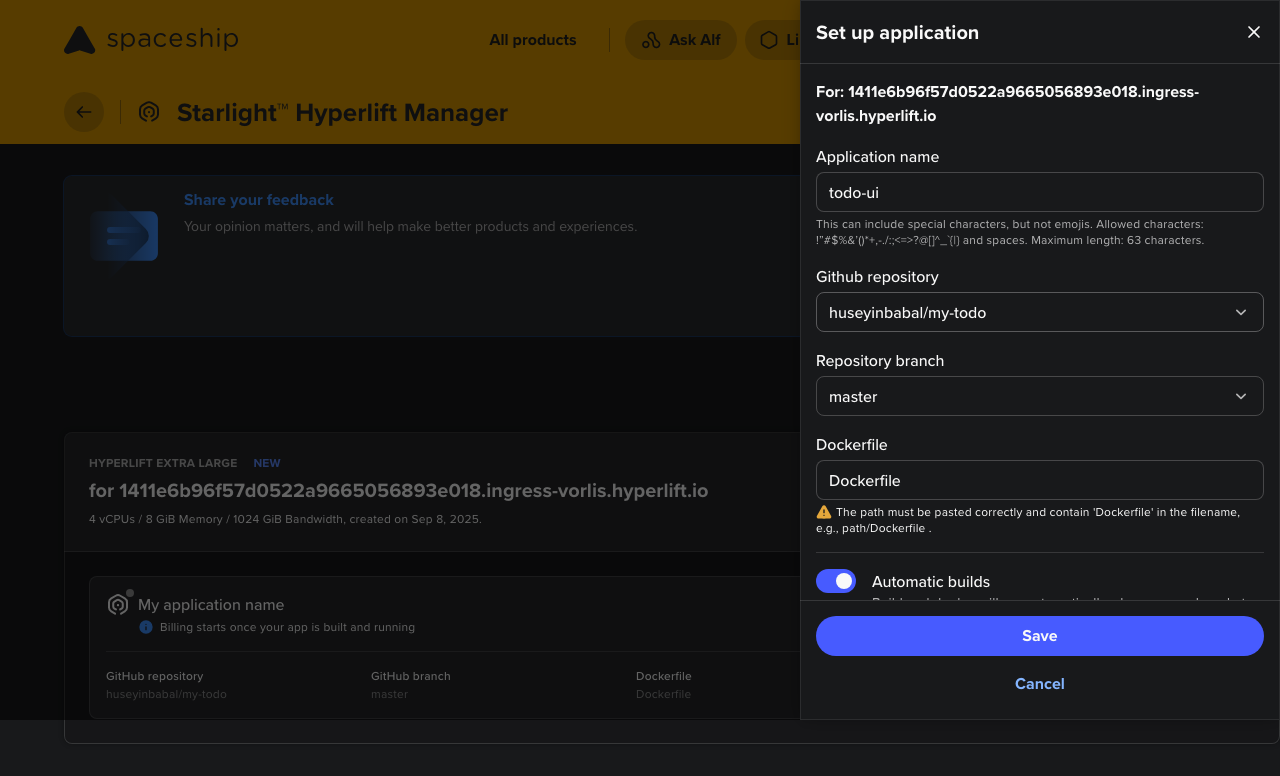 spaceship
All products
Ask Alf
Li
Starlight™ Hyperlift Manager
Share your feedback
Your opinion matters, and will help make better products and experiences.
HYPERLIFT EXTRA LARGE NEW
for 1411e6b96f57d0522a9665056893e018.ingress-vorlis.hyperlift.io
4 vCPUs / 8 GiB Memory / 1024 GiB Bandwidth, created on Sep 8, 2025.
My application name
Billing starts once your app is built and running
GitHub repository
huseyinbabal/my-todo
GitHub branch
master
Dockerfile
Dockerfile
Set up application
For: 1411e6b96f57d0522a9665056893e018.ingress-
vorlis.hyperlift.io
Application name
todo-ui
This can include special characters, but not emojis. Allowed characters:
!"#$%&'()*+,-./:;<=>?@[]^_`{|} and spaces. Maximum length: 63 characters.
Github repository
huseyinbabal/my-todo
Repository branch
master
Dockerfile
Dockerfile
The path must be pasted correctly and contain 'Dockerfile' in the filename,
e.g., path/Dockerfile .
Automatic builds
Save
Cancel